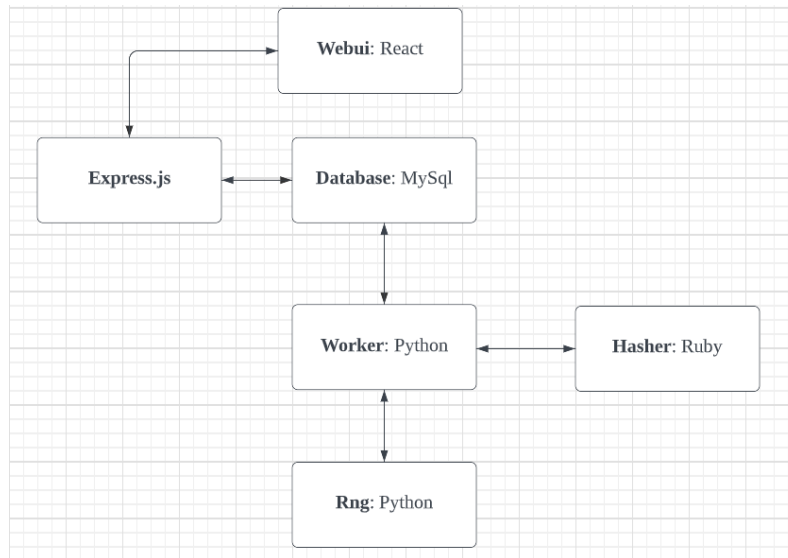 Webui: React
Express.js
Database: MySql
Worker: Python
Hasher: Ruby
Rng: Python